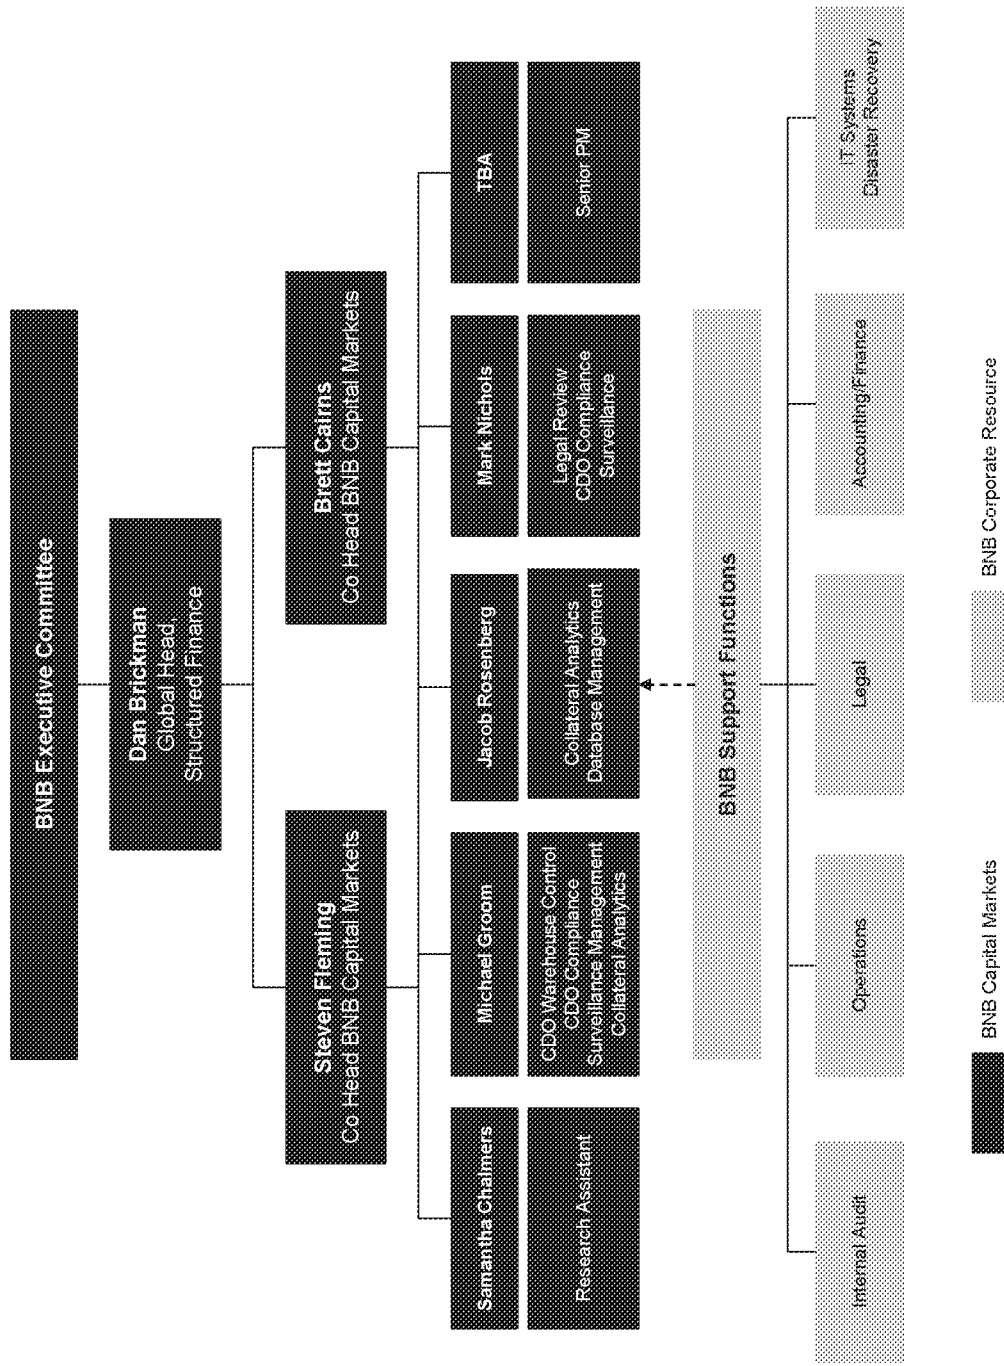 BNB Executive Committee
Dan Brickman
Global Head,
Structured Finance
Steven Fleming
Co Head BNB Capital Markets
Brett Cairns
Co Head BNB Capital Markets
Samantha Chalmers
Research Assistant
Michael Groom
CDO Warehouse Control
CDO Compliance
Surveillance Management
Collateral Analytics
Jacob Rosenberg
Collateral Analytics
Database Management
Mark Nichols
Legal Review
CDO Compliance
Surveillance
TBA
Senior PM
BNB Support Functions
Internal Audit
Operations
Legal
Accounting/Finance
IT Systems
Disaster Recovery
BNB Capital Markets
BNB Corporate Resource